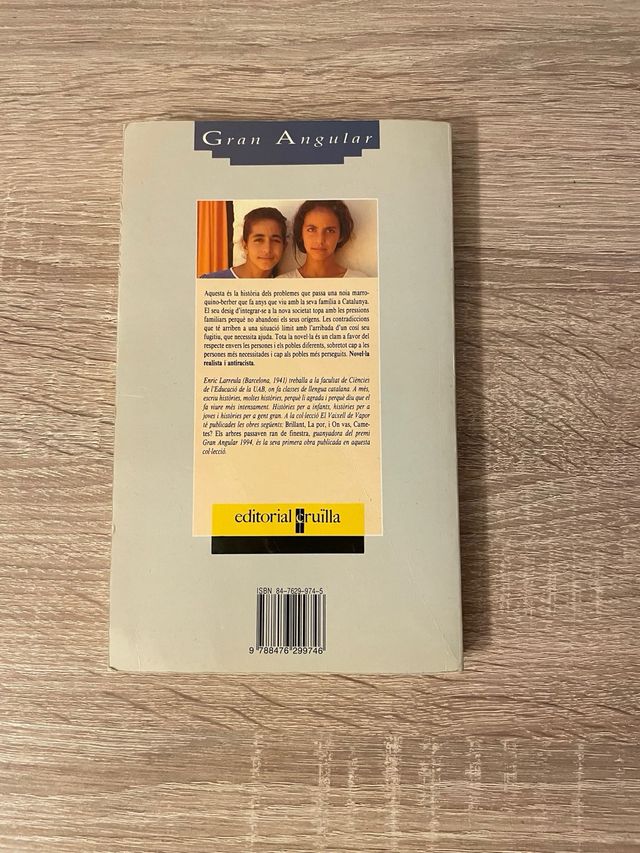 Gran Angular
Aquesta és la història dels problemes que passa una noia marro-
quino-berber que fa anys que viu amb la seva família a Catalunya.
El seu desig d'integrar-se a la nova societat topa amb les pressions
familiars perquè no abandoni els seus orígens. Les contradiccions
que té arriben a una situació límit amb l'arribada d'un cosí seu
fugitiu, que necessita ajuda. Tota la novel·la és un clam a favor del
respecte envers les persones i els pobles diferents, sobretot cap a les
persones més necessitades i cap als pobles més perseguits. Novel·la
realista i antiracista.
Enric Larreula (Barcelona, 1941) treballa a la facultat de Ciències
de l'Educació de la UAB, on fa classes de llengua catalana. A més,
escriu històries, moltes històries, perquè li agrada i perquè diu que el
fa viure més intensament. Històries per a infants, històries per a
joves i històries per a gent gran. A la col·lecció El Vaixell de Vapor
té publicades les obres següents: Brillant, La por, i On vas, Came-
tes? Els arbres passaven ran de finestra, guanyadora del premi
Gran Angular 1994, és la seva primera obra publicada en aquesta
col·lecció.
editorial cruïlla
ISBN 84-7629-974-5
9 788476 299746